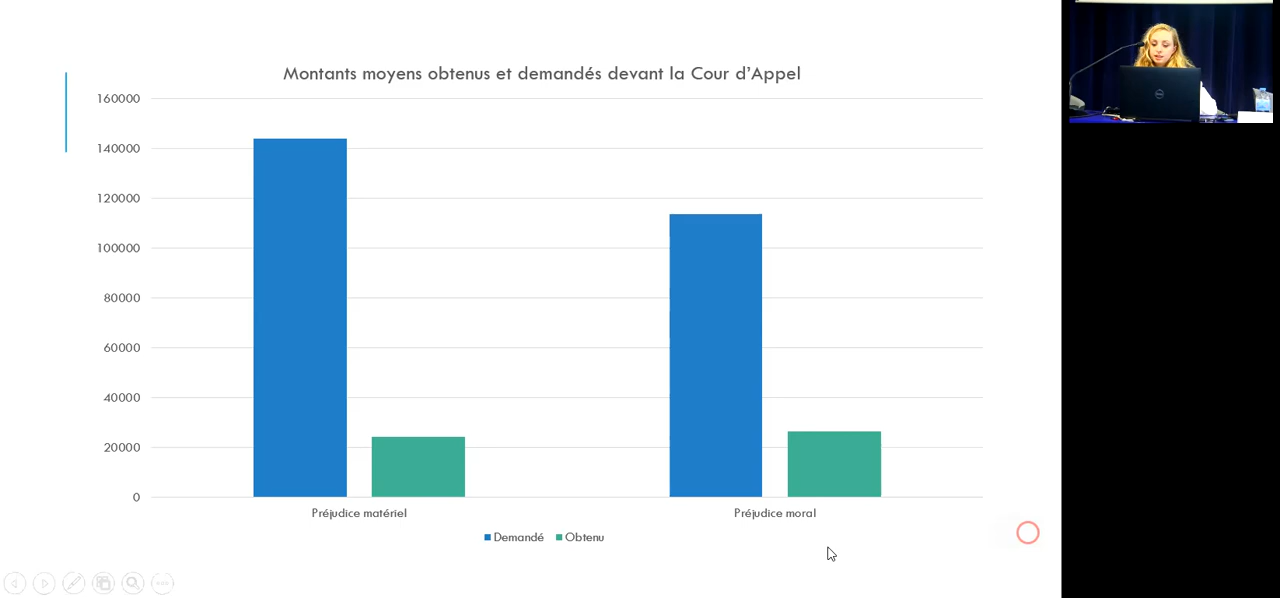 Montants moyens obtenus et demandés devant la Cour d’Appel
160000
140000
120000
100000
80000
60000
40000
20000
0
Préjudice matériel
Préjudice moral
Demandé
Obtenu